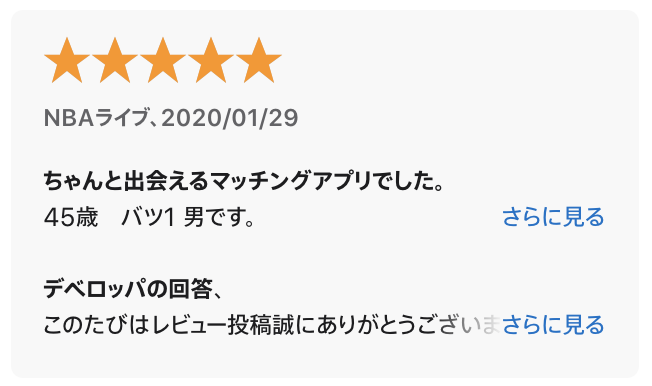 NBAライブ、2020/01/29
ちゃんと出会えるマッチングアプリでした。
45歳　バツ1 男です。 さらに見る
デベロッパの回答、
このたびはレビュー投稿誠にありがとうございま さらに見る